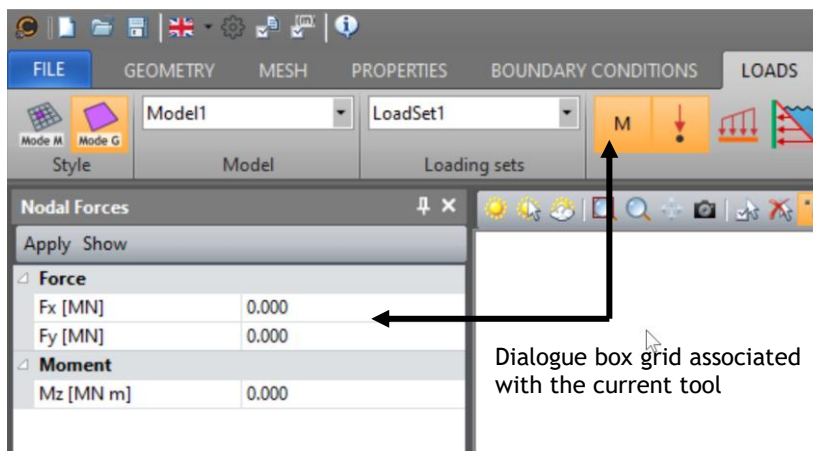 FILE GEOMETRY MESH PROPERTIES BOUNDARY CONDITIONS LOADS
Model1 LoadSet1 M
Mode M Mode G
Style Model Loading sets
Nodal Forces
Apply Show
Force
Fx [MN] 0.000
Fy [MN] 0.000
Moment
Mz [MN m] 0.000
Dialogue box grid associated
with the current tool